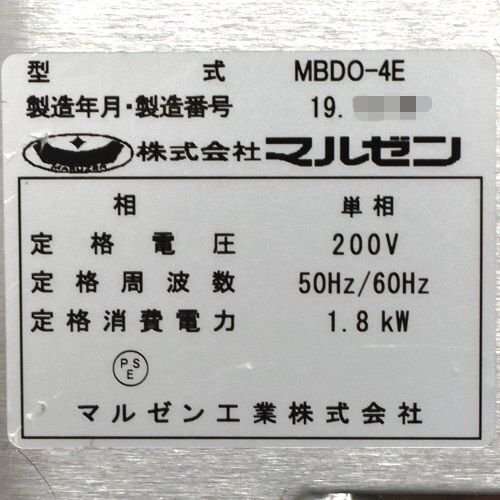 型式 MBDO-4E
製造年月・製造番号 19.
MARUZEN 株式会社マルゼン
相 単相
定格電圧 200V
定格周波数 50Hz/60Hz
定格消費電力 1.8kW
PS
E
マルゼン工業株式会社